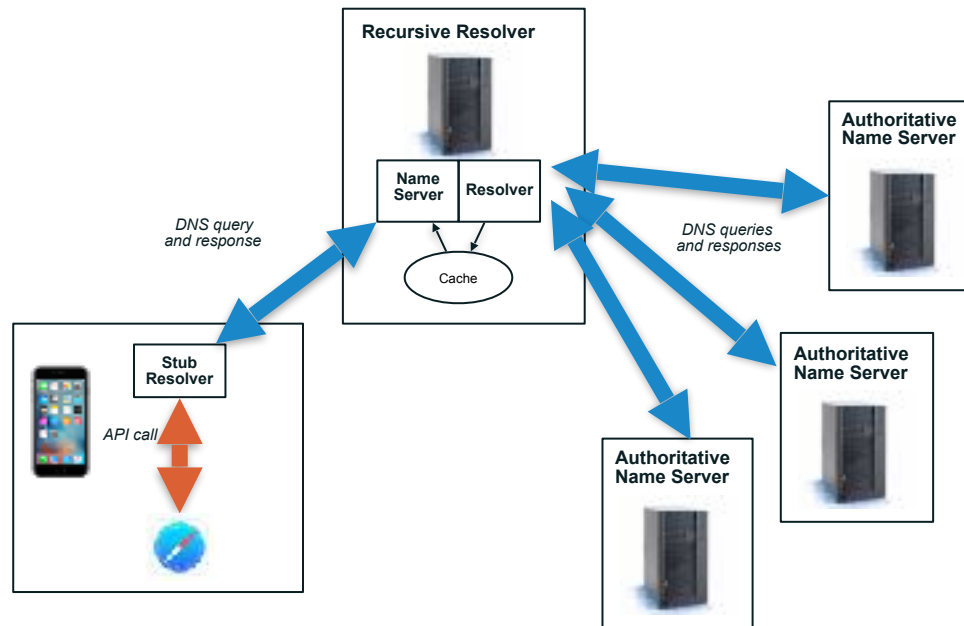 Recursive Resolver
Name
Server
Resolver
Cache
DNS query
and response
DNS queries
and responses
Authoritative
Name Server
Stub
Resolver
API call
Authoritative
Name Server
Authoritative
Name Server